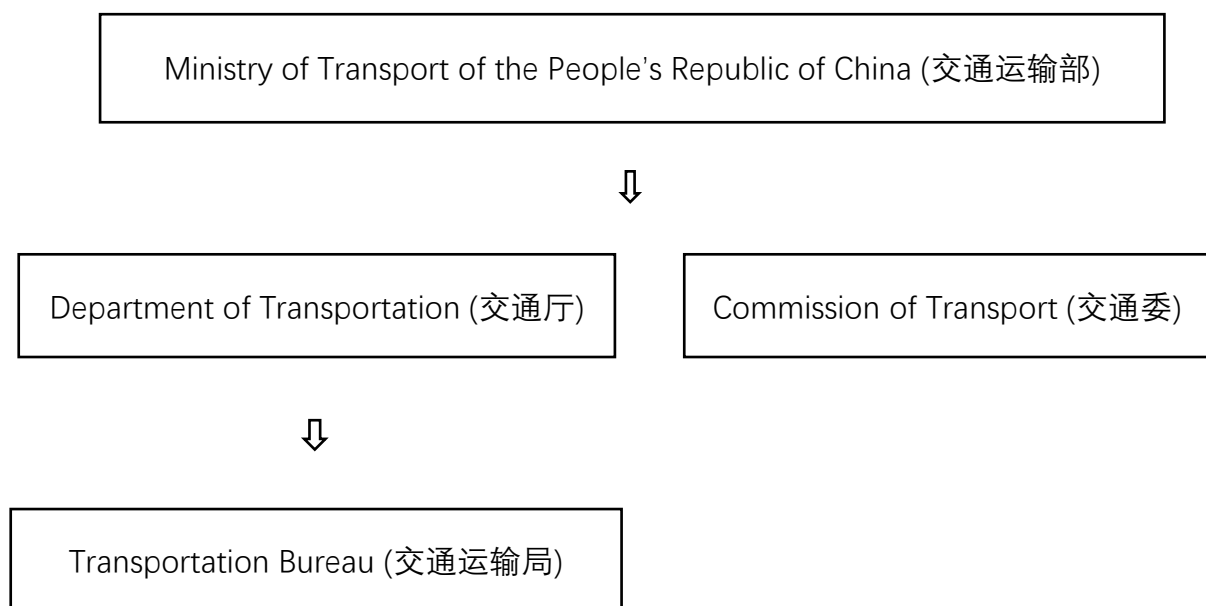 Ministry of Transport of the People’s Republic of China (交通运输部)
Department of Transportation (交通厅)
Commission of Transport (交通委)
Transportation Bureau (交通运输局)